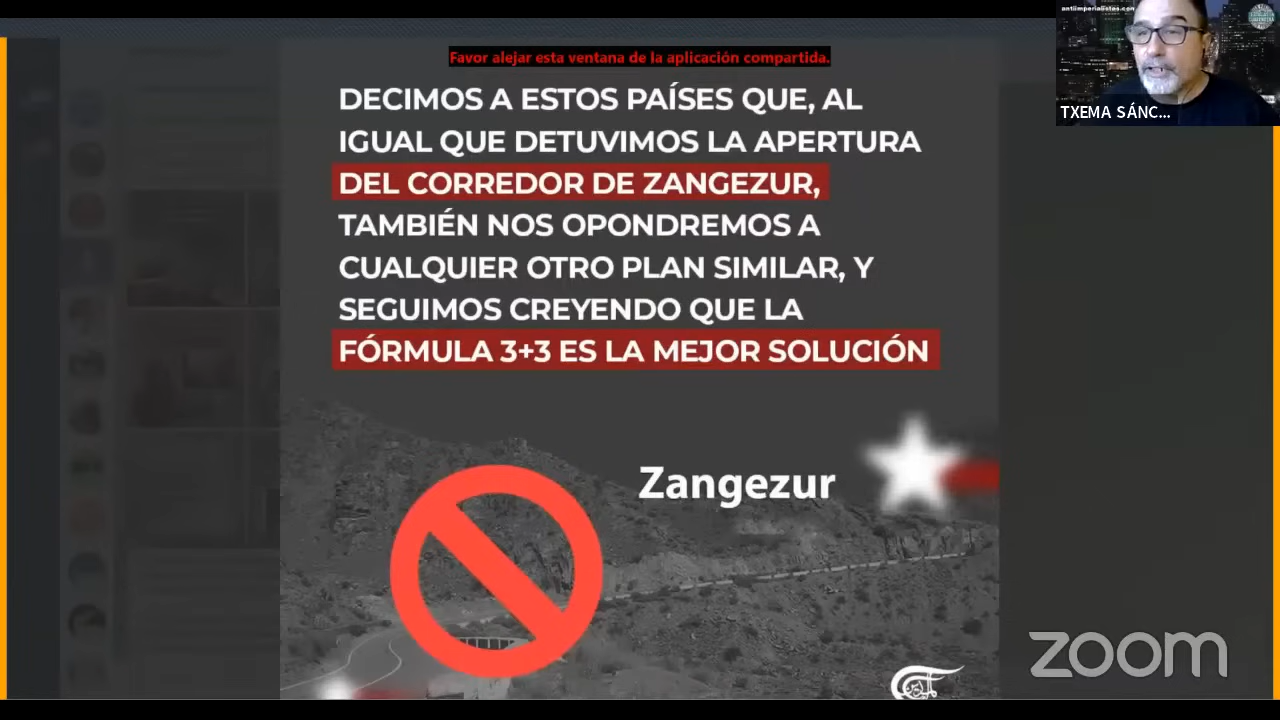 antiimperialistas.com
Favor alejar esta ventana de la aplicación compartida.
TXEMA SÁNC...
DECIMOS A ESTOS PAÍSES QUE, AL
IGUAL QUE DETUVIMOS LA APERTURA
DEL CORREDOR DE ZANGEZUR,
TAMBIÉN NOS OPONDREMOS A
CUALQUIER OTRO PLAN SIMILAR, Y
SEGUIMOS CREYENDO QUE LA
FÓRMULA 3+3 ES LA MEJOR SOLUCIÓN
Zangezur
zoom